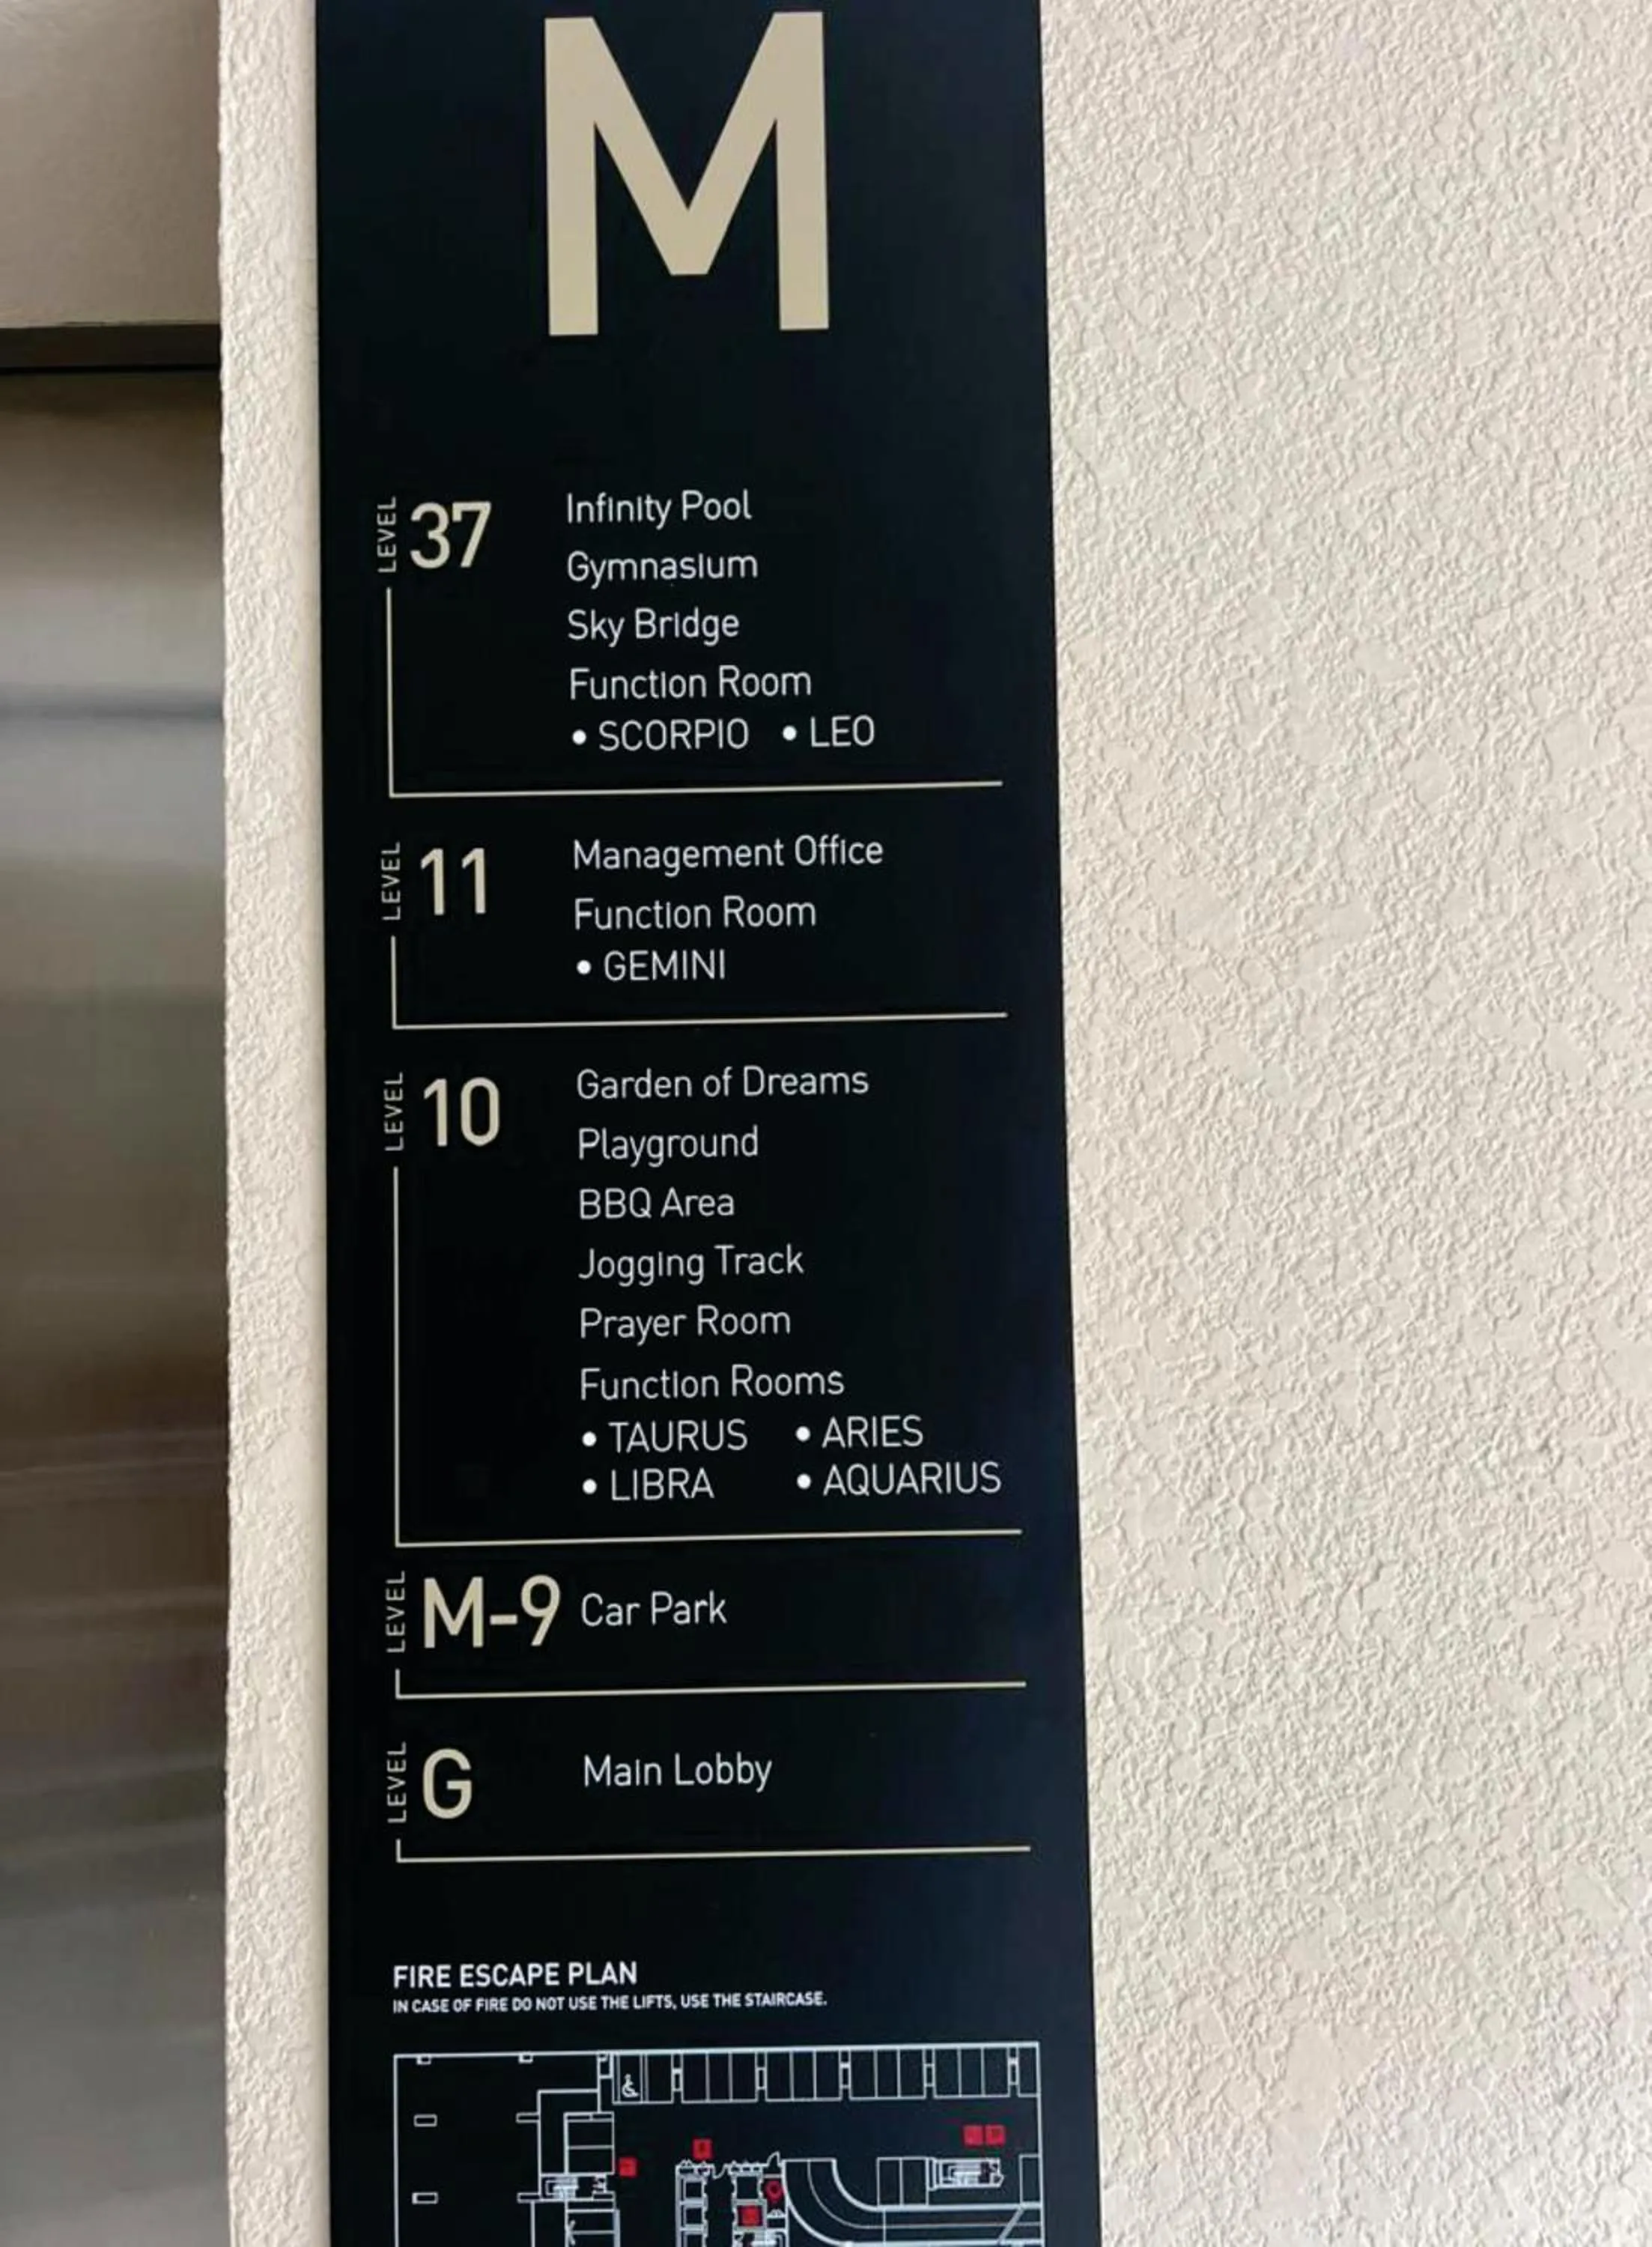 M
LEVEL 37 Infinity Pool
Gymnasium
Sky Bridge
Function Room
• SCORPIO • LEO
LEVEL 11 Management Office
Function Room
• GEMINI
LEVEL 10 Garden of Dreams
Playground
BBQ Area
Jogging Track
Prayer Room
Function Rooms
• TAURUS • ARIES
• LIBRA • AQUARIUS
LEVEL M-9 Car Park
LEVEL G Main Lobby
FIRE ESCAPE PLAN
IN CASE OF FIRE DO NOT USE THE LIFTS, USE THE STAIRCASE.